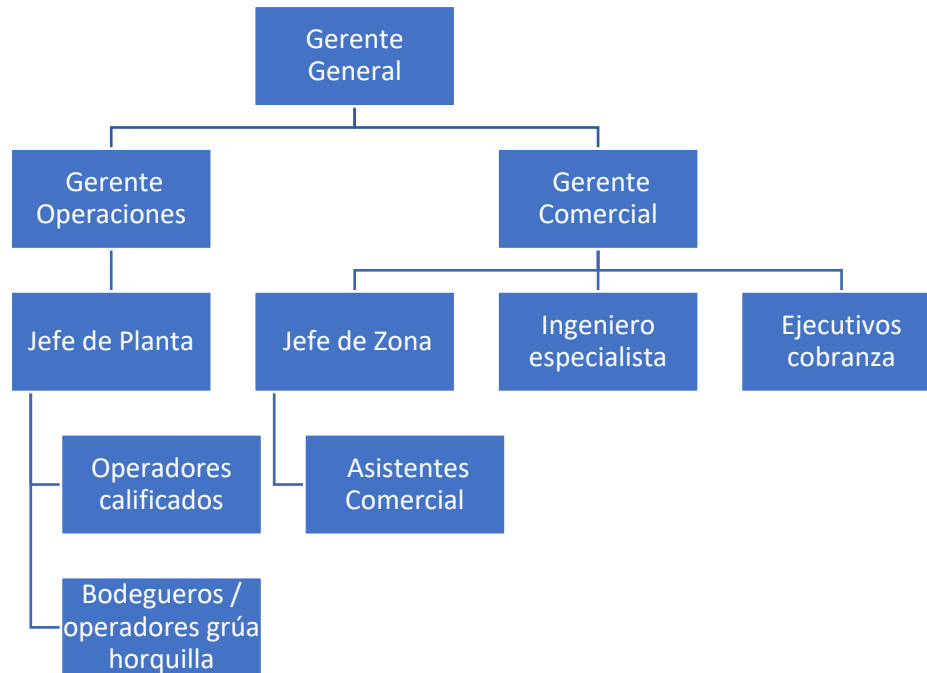 Gerente
General
Gerente
Operaciones
Gerente
Comercial
Jefe de Planta
Jefe de Zona
Ingeniero
especialista
Ejecutivos
cobranza
Operadores
calificados
Asistentes
Comercial
Bodegueros /
operadores grúa
horquilla